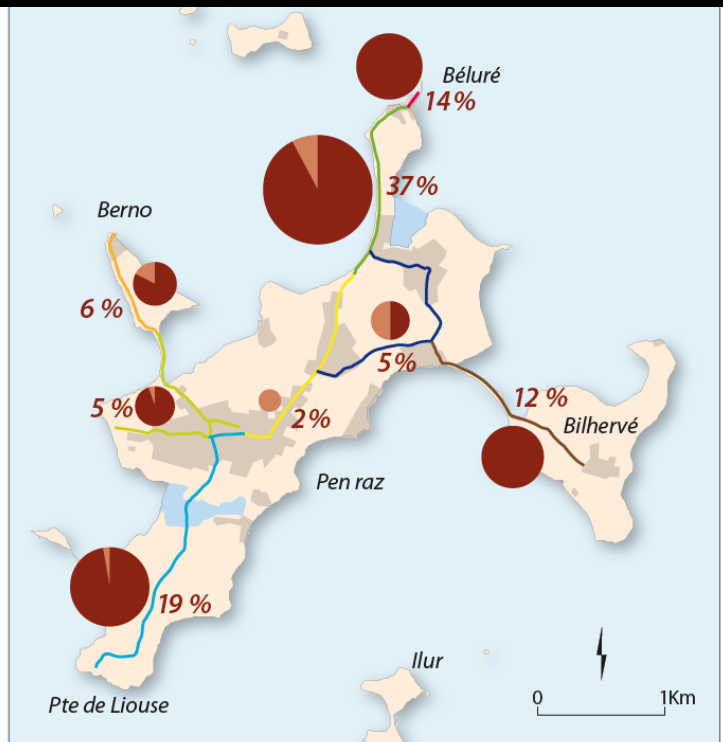 Béluré
14%
37%
Berno
6 %
5%
5%
2%
12 %
Bilhervé
Pen raz
19 %
Ilur
0 1Km
Pte de Liouse